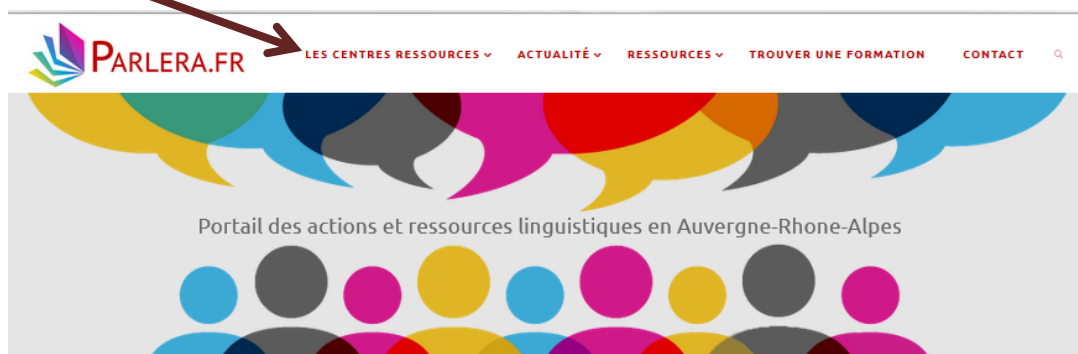 PARLERA.FR
LES CENTRES RESSOURCES ACTUALITÉ RESSOURCES TROUVER UNE FORMATION CONTACT
Portail des actions et ressources linguistiques en Auvergne-Rhone-Alpes